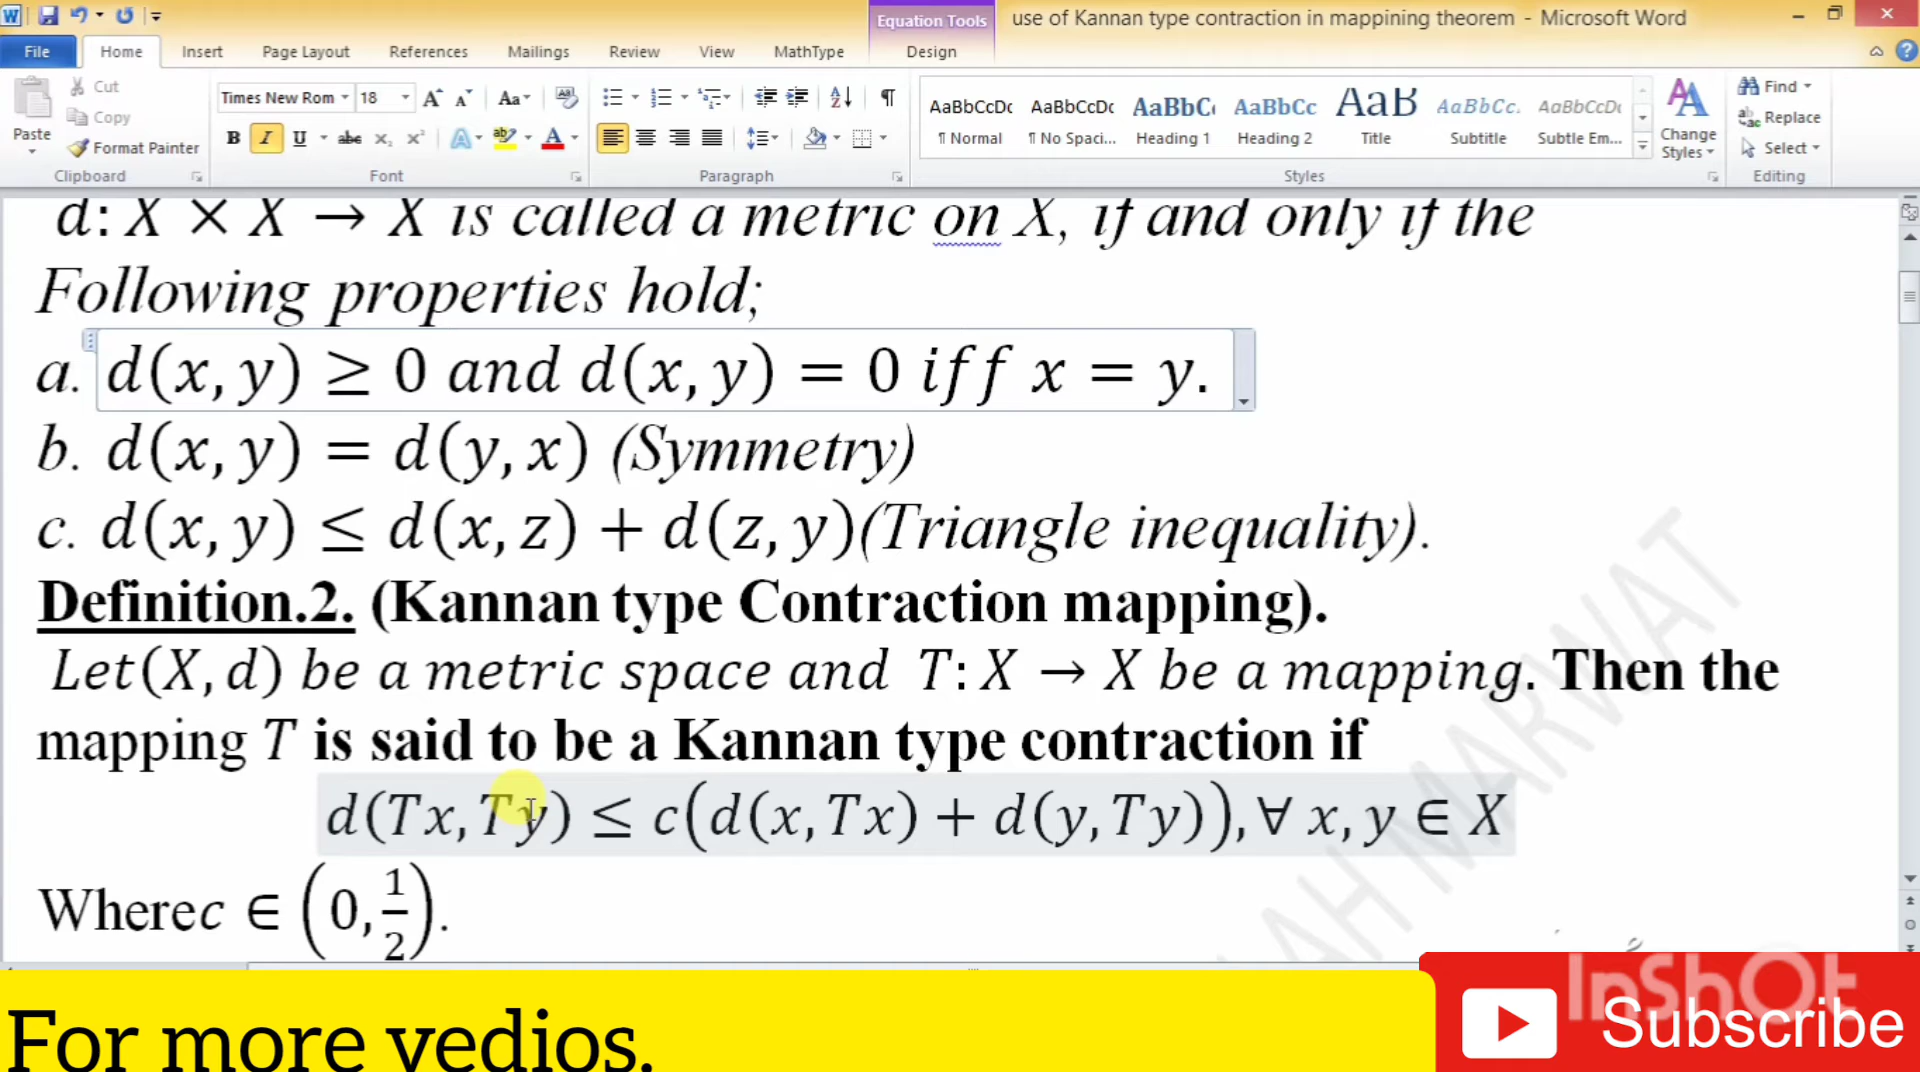 use of Kannan type contraction in mappining theorem - Microsoft Word
Equation Tools
File Home Insert Page Layout References Mailings Review View MathType Design
Paste
Cut
Copy
Format Painter
Clipboard
Times New Rom 18
Font
Paragraph
AaBbCcDc AaBbCcDc AaBbC AaBbCc AaB AaBbCc. AaBbCcDc
¶ Normal ¶ No Spaci... Heading 1 Heading 2 Title Subtitle Subtle Em...
Styles
Change
Styles
Find
Replace
Select
Editing
d: X × X → X is called a metric on X, if and only if the
Following properties hold;
a. d(x, y) ≥ 0 and d(x, y) = 0 iff x = y.
b. d(x, y) = d(y, x) (Symmetry)
c. d(x, y) ≤ d(x, z) + d(z, y)(Triangle inequality).
Definition.2. (Kannan type Contraction mapping).
Let(X, d) be a metric space and T: X → X be a mapping. Then the
mapping T is said to be a Kannan type contraction if
d(Tx, Ty) ≤ c(d(x, Tx) + d(y, Ty)), ∀ x, y ∈ X
Wherec ∈ (0, 1/2).
AH MARWAT
InShOt
For more vedios.
Subscribe